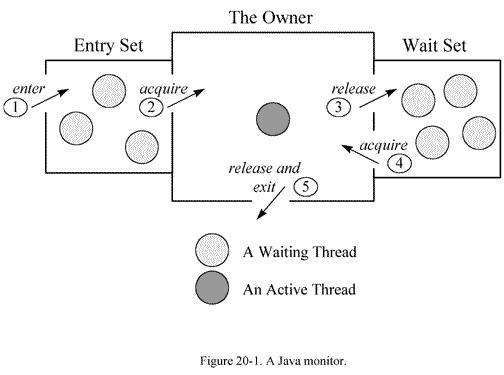 The Owner
Entry Set
Wait Set
enter
1
acquire
2
release
3
acquire
4
release and
exit
5
A Waiting Thread
An Active Thread
Figure 20-1. A Java monitor.